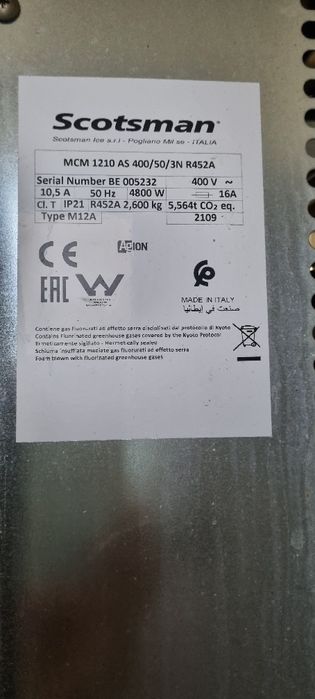 Scotsman
Scotsman Ice s.r.l - Pogliano Mil.se - ITALIA
MCM 1210 AS 400/50/3N R452A
Serial Number BE 005232 400 V ~
10,5 A 50 Hz 4800 W 16A
Cl. T IP21 R452A 2,600 kg 5,564t CO₂ eq.
Type M12A 2109
CE
AgION
EAC
W
MADE IN ITALY
صنعت في إيطاليا
Contiene gas fluorurati ad effetto serra disciplinati dal protocollo di Kyoto
Contains fluorinated greenhouse gases covered by the Kyoto Protocol
Ermeticamente sigillato - Hermetically sealed
Schiuma insufflata mediate gas fluorurati ad effetto serra
Foam blown with fluorinated greenhouse gases